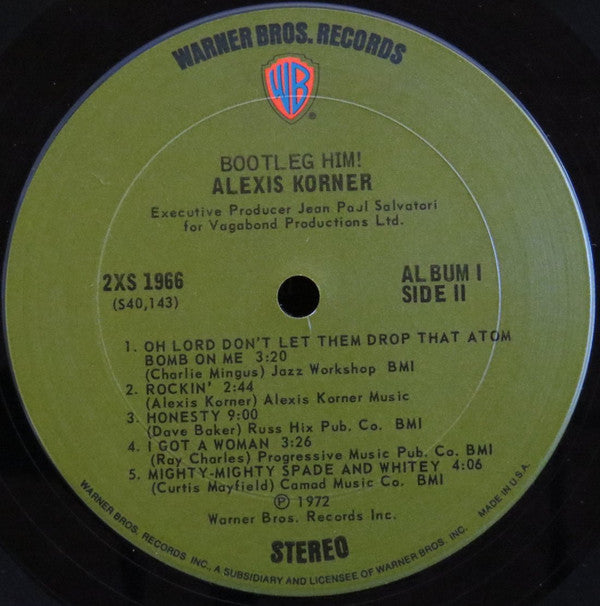 WARNER BROS. RECORDS
WB
®
BOOTLEG HIM!
ALEXIS KORNER
Executive Producer Jean Paul Salvatori
for Vagabond Productions Ltd.
2XS 1966
(S40,143)
ALBUM I
SIDE II
1. OH LORD DON'T LET THEM DROP THAT ATOM
BOMB ON ME 3:20
(Charlie Mingus) Jazz Workshop BMI
2. ROCKIN' 2:44
(Alexis Korner) Alexis Korner Music
3. HONESTY 9:00
(Dave Baker) Russ Hix Pub. Co. BMI
4. I GOT A WOMAN 3:26
(Ray Charles) Progressive Music Pub. Co. BMI
5. MIGHTY-MIGHTY SPADE AND WHITEY 4:06
(Curtis Mayfield) Camad Music Co. BMI
℗ 1972
Warner Bros. Records Inc.
STEREO
WARNER BROS. RECORDS INC., A SUBSIDIARY AND LICENSEE OF WARNER BROS. INC. MADE IN U.S.A.